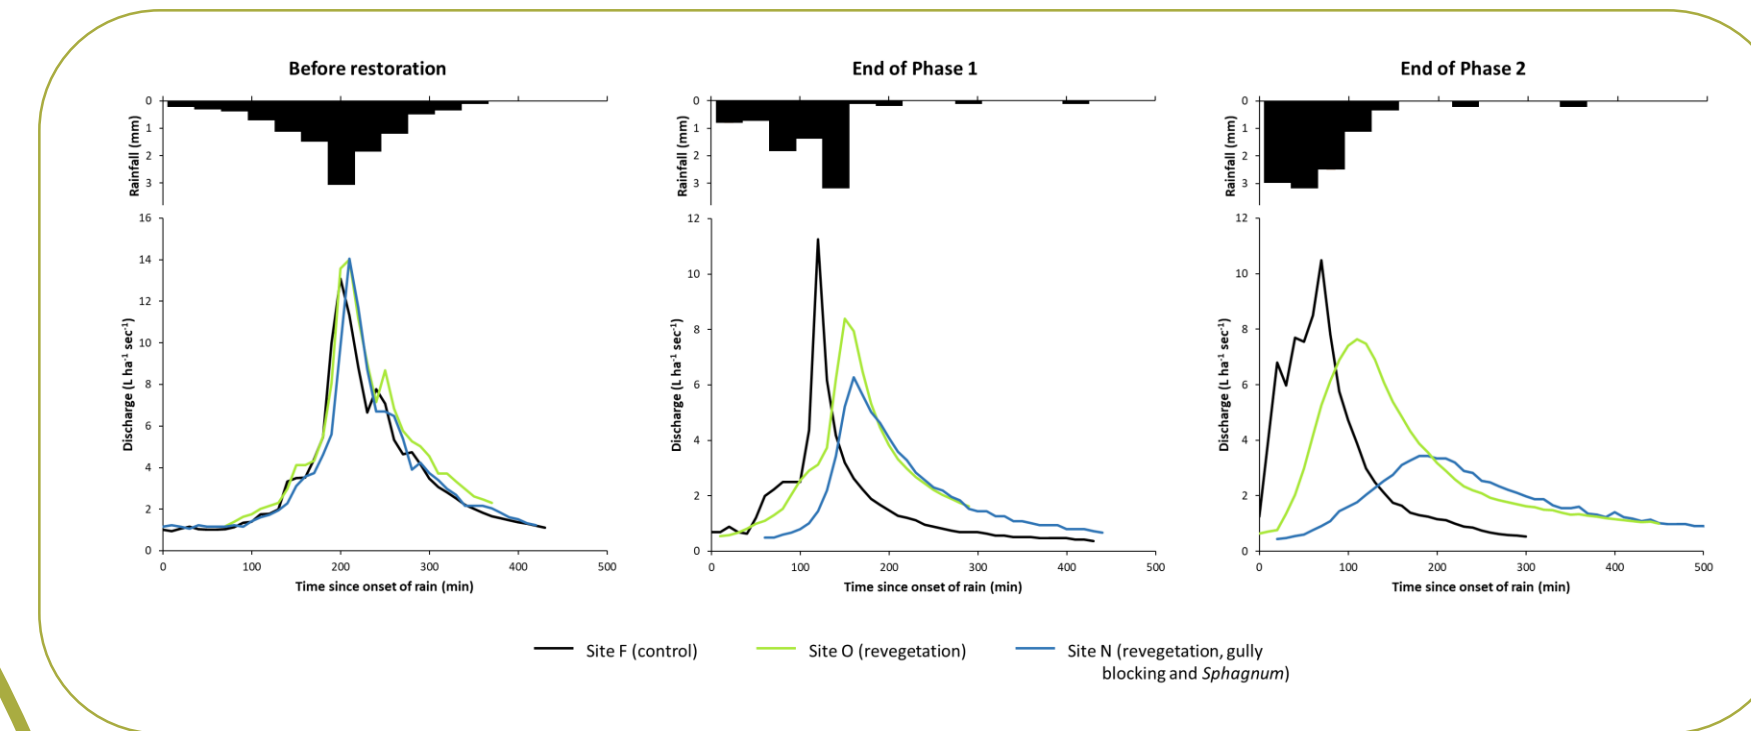 Before restoration
End of Phase 1
End of Phase 2
0
1
2
3
Rainfall (mm)
0
1
2
3
Rainfall (mm)
0
1
2
3
Rainfall (mm)
16
14
12
10
8
6
4
2
0
Discharge (L ha⁻¹ sec⁻¹)
0 100 200 300 400 500
Time since onset of rain (min)
12
10
8
6
4
2
0
Discharge (L ha⁻¹ sec⁻¹)
0 100 200 300 400 500
Time since onset of rain (min)
12
10
8
6
4
2
0
Discharge (L ha⁻¹ sec⁻¹)
0 100 200 300 400 500
Time since onset of rain (min)
Site F (control)
Site O (revegetation)
Site N (revegetation, gully
blocking and Sphagnum)